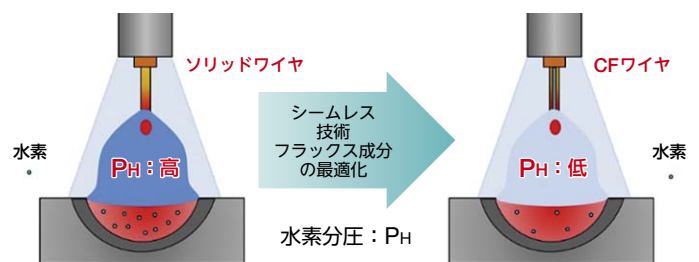 ソリッドワイヤ
CFワイヤ
シームレス
技術
フラックス成分
の最適化
水素
PH：高
PH：低
水素
水素分圧：PH